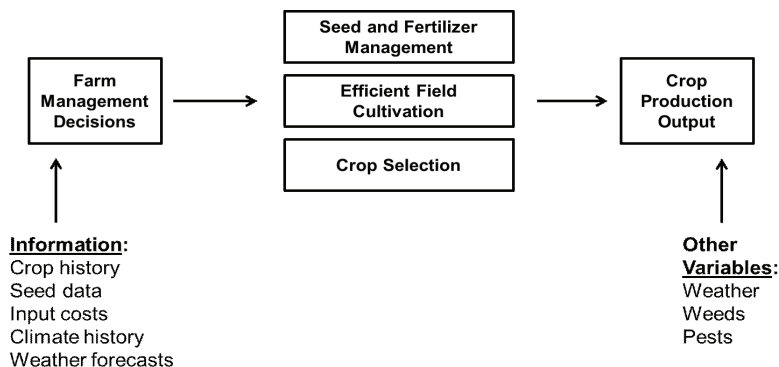 Farm
Management
Decisions
Seed and Fertilizer
Management
Efficient Field
Cultivation
Crop Selection
Crop
Production
Output
Information:
Crop history
Seed data
Input costs
Climate history
Weather forecasts
Other
Variables:
Weather
Weeds
Pests